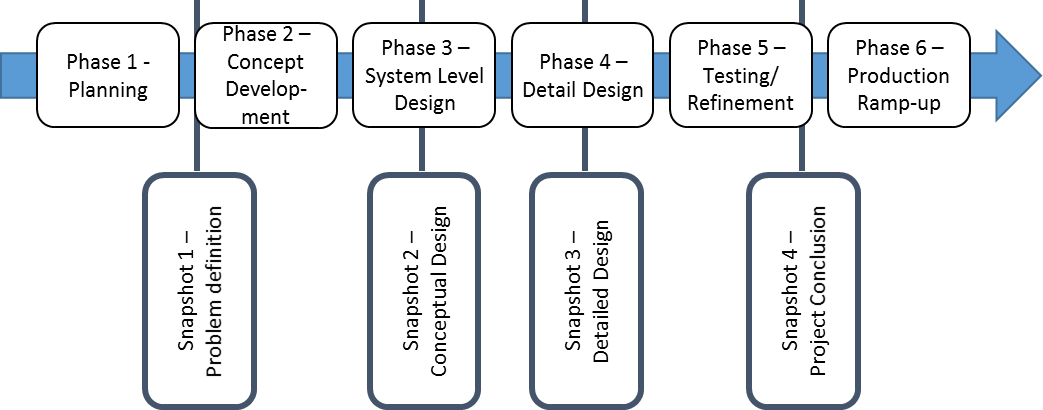 Phase 1 -
Planning
Phase 2 –
Concept
Develop-
ment
Phase 3 –
System Level
Design
Phase 4 –
Detail Design
Phase 5 –
Testing/
Refinement
Phase 6 –
Production
Ramp-up
Snapshot 1 –
Problem definition
Snapshot 2 –
Conceptual Design
Snapshot 3 –
Detailed Design
Snapshot 4 –
Project Conclusion